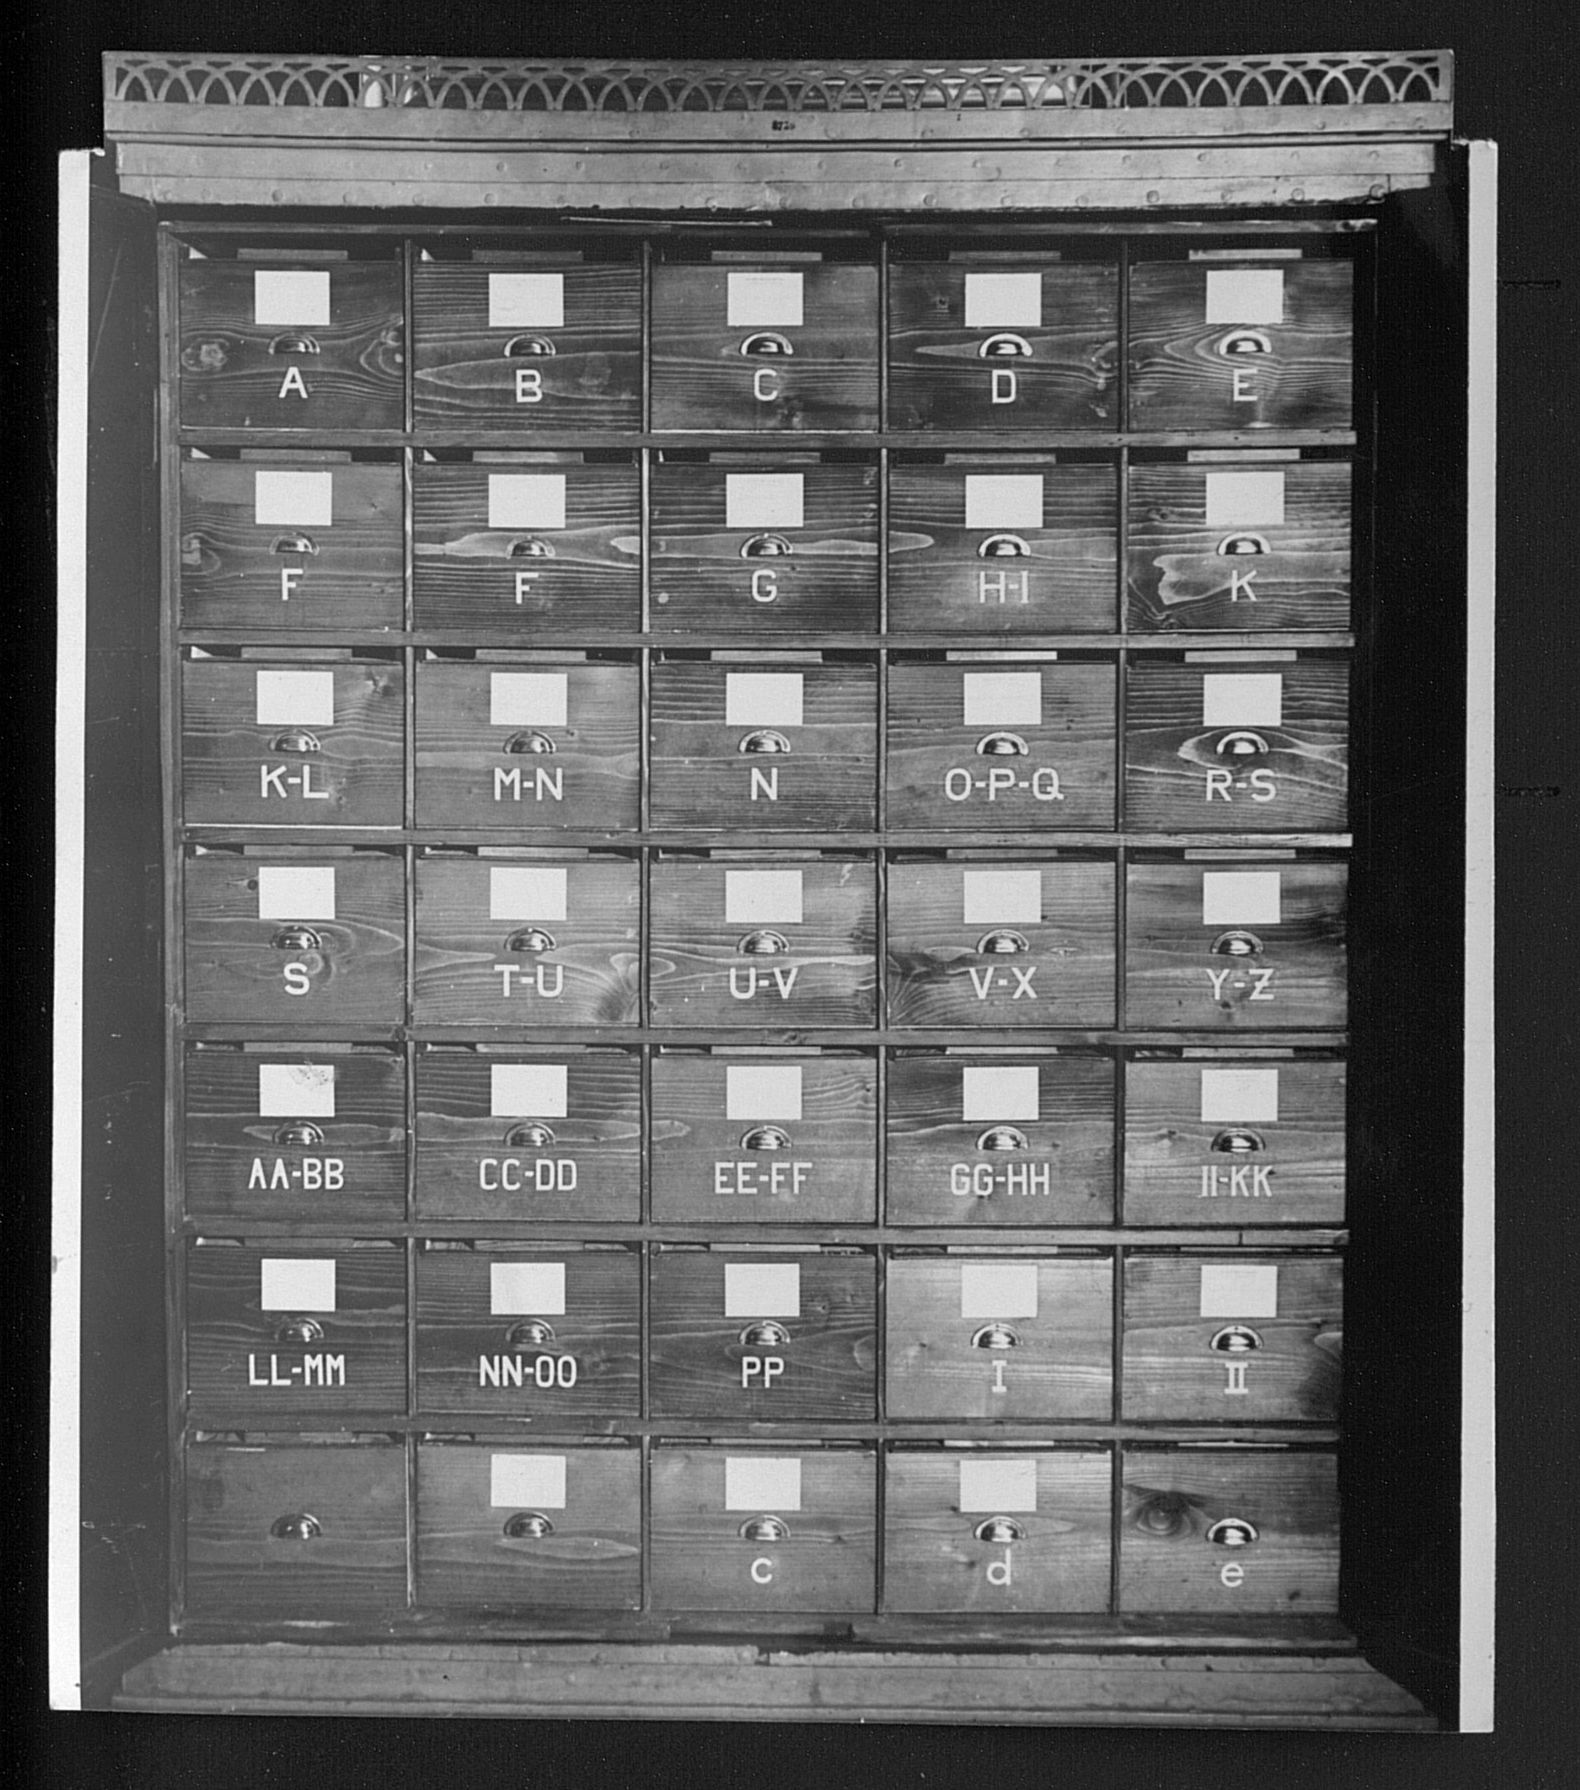 A B C D E
F F G H-I K
K-L M-N N O-P-Q R-S
S T-U U-V V-X Y-Z
AA-BB CC-DD EE-FF GG-HH II-KK
LL-MM NN-OO PP I II
c d e